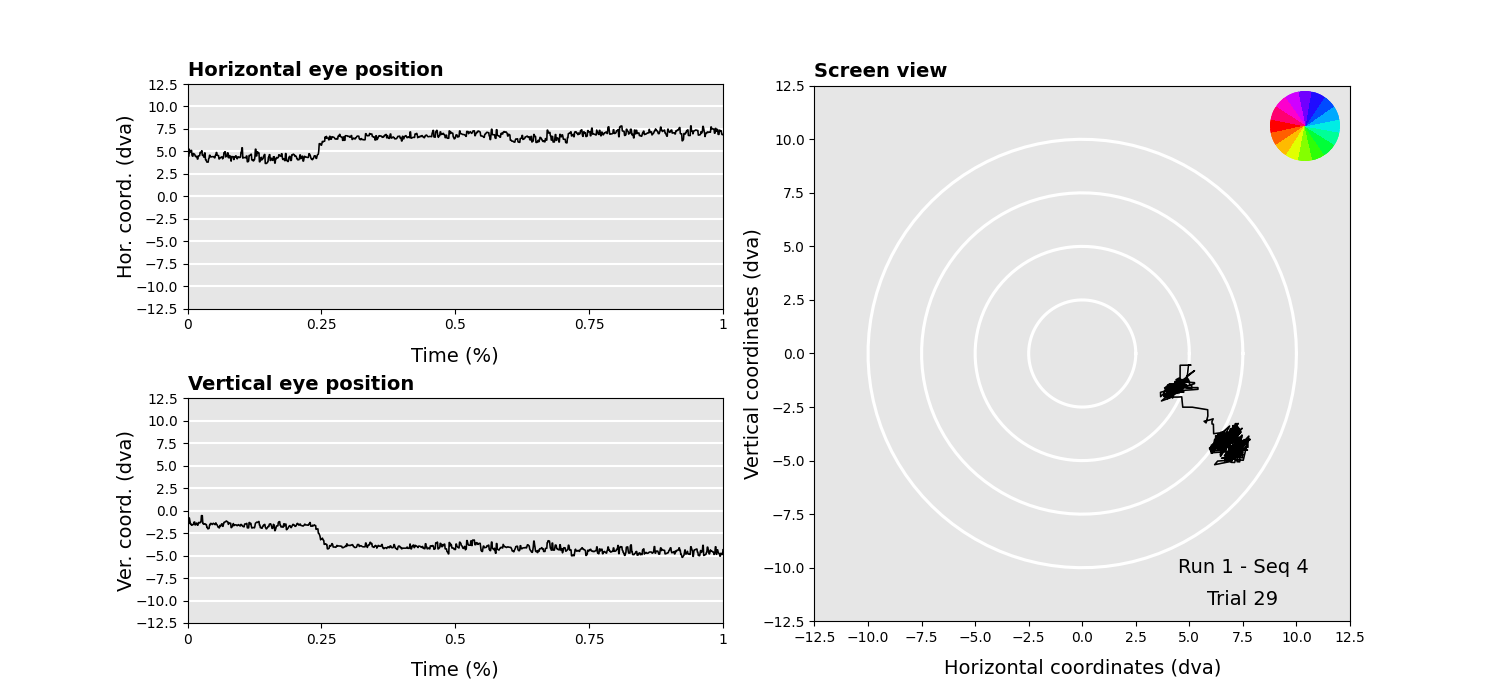 Horizontal eye position
12.5
10.0
7.5
5.0
2.5
0.0
−2.5
−5.0
−7.5
−10.0
−12.5
Hor. coord. (dva)
0 0.25 0.5 0.75 1
Time (%)
Vertical eye position
12.5
10.0
7.5
5.0
2.5
0.0
−2.5
−5.0
−7.5
−10.0
−12.5
Ver. coord. (dva)
0 0.25 0.5 0.75 1
Time (%)
Screen view
12.5
10.0
7.5
5.0
2.5
0.0
−2.5
−5.0
−7.5
−10.0
−12.5
Vertical coordinates (dva)
Run 1 - Seq 4
Trial 29
−12.5 −10.0 −7.5 −5.0 −2.5 0.0 2.5 5.0 7.5 10.0 12.5
Horizontal coordinates (dva)